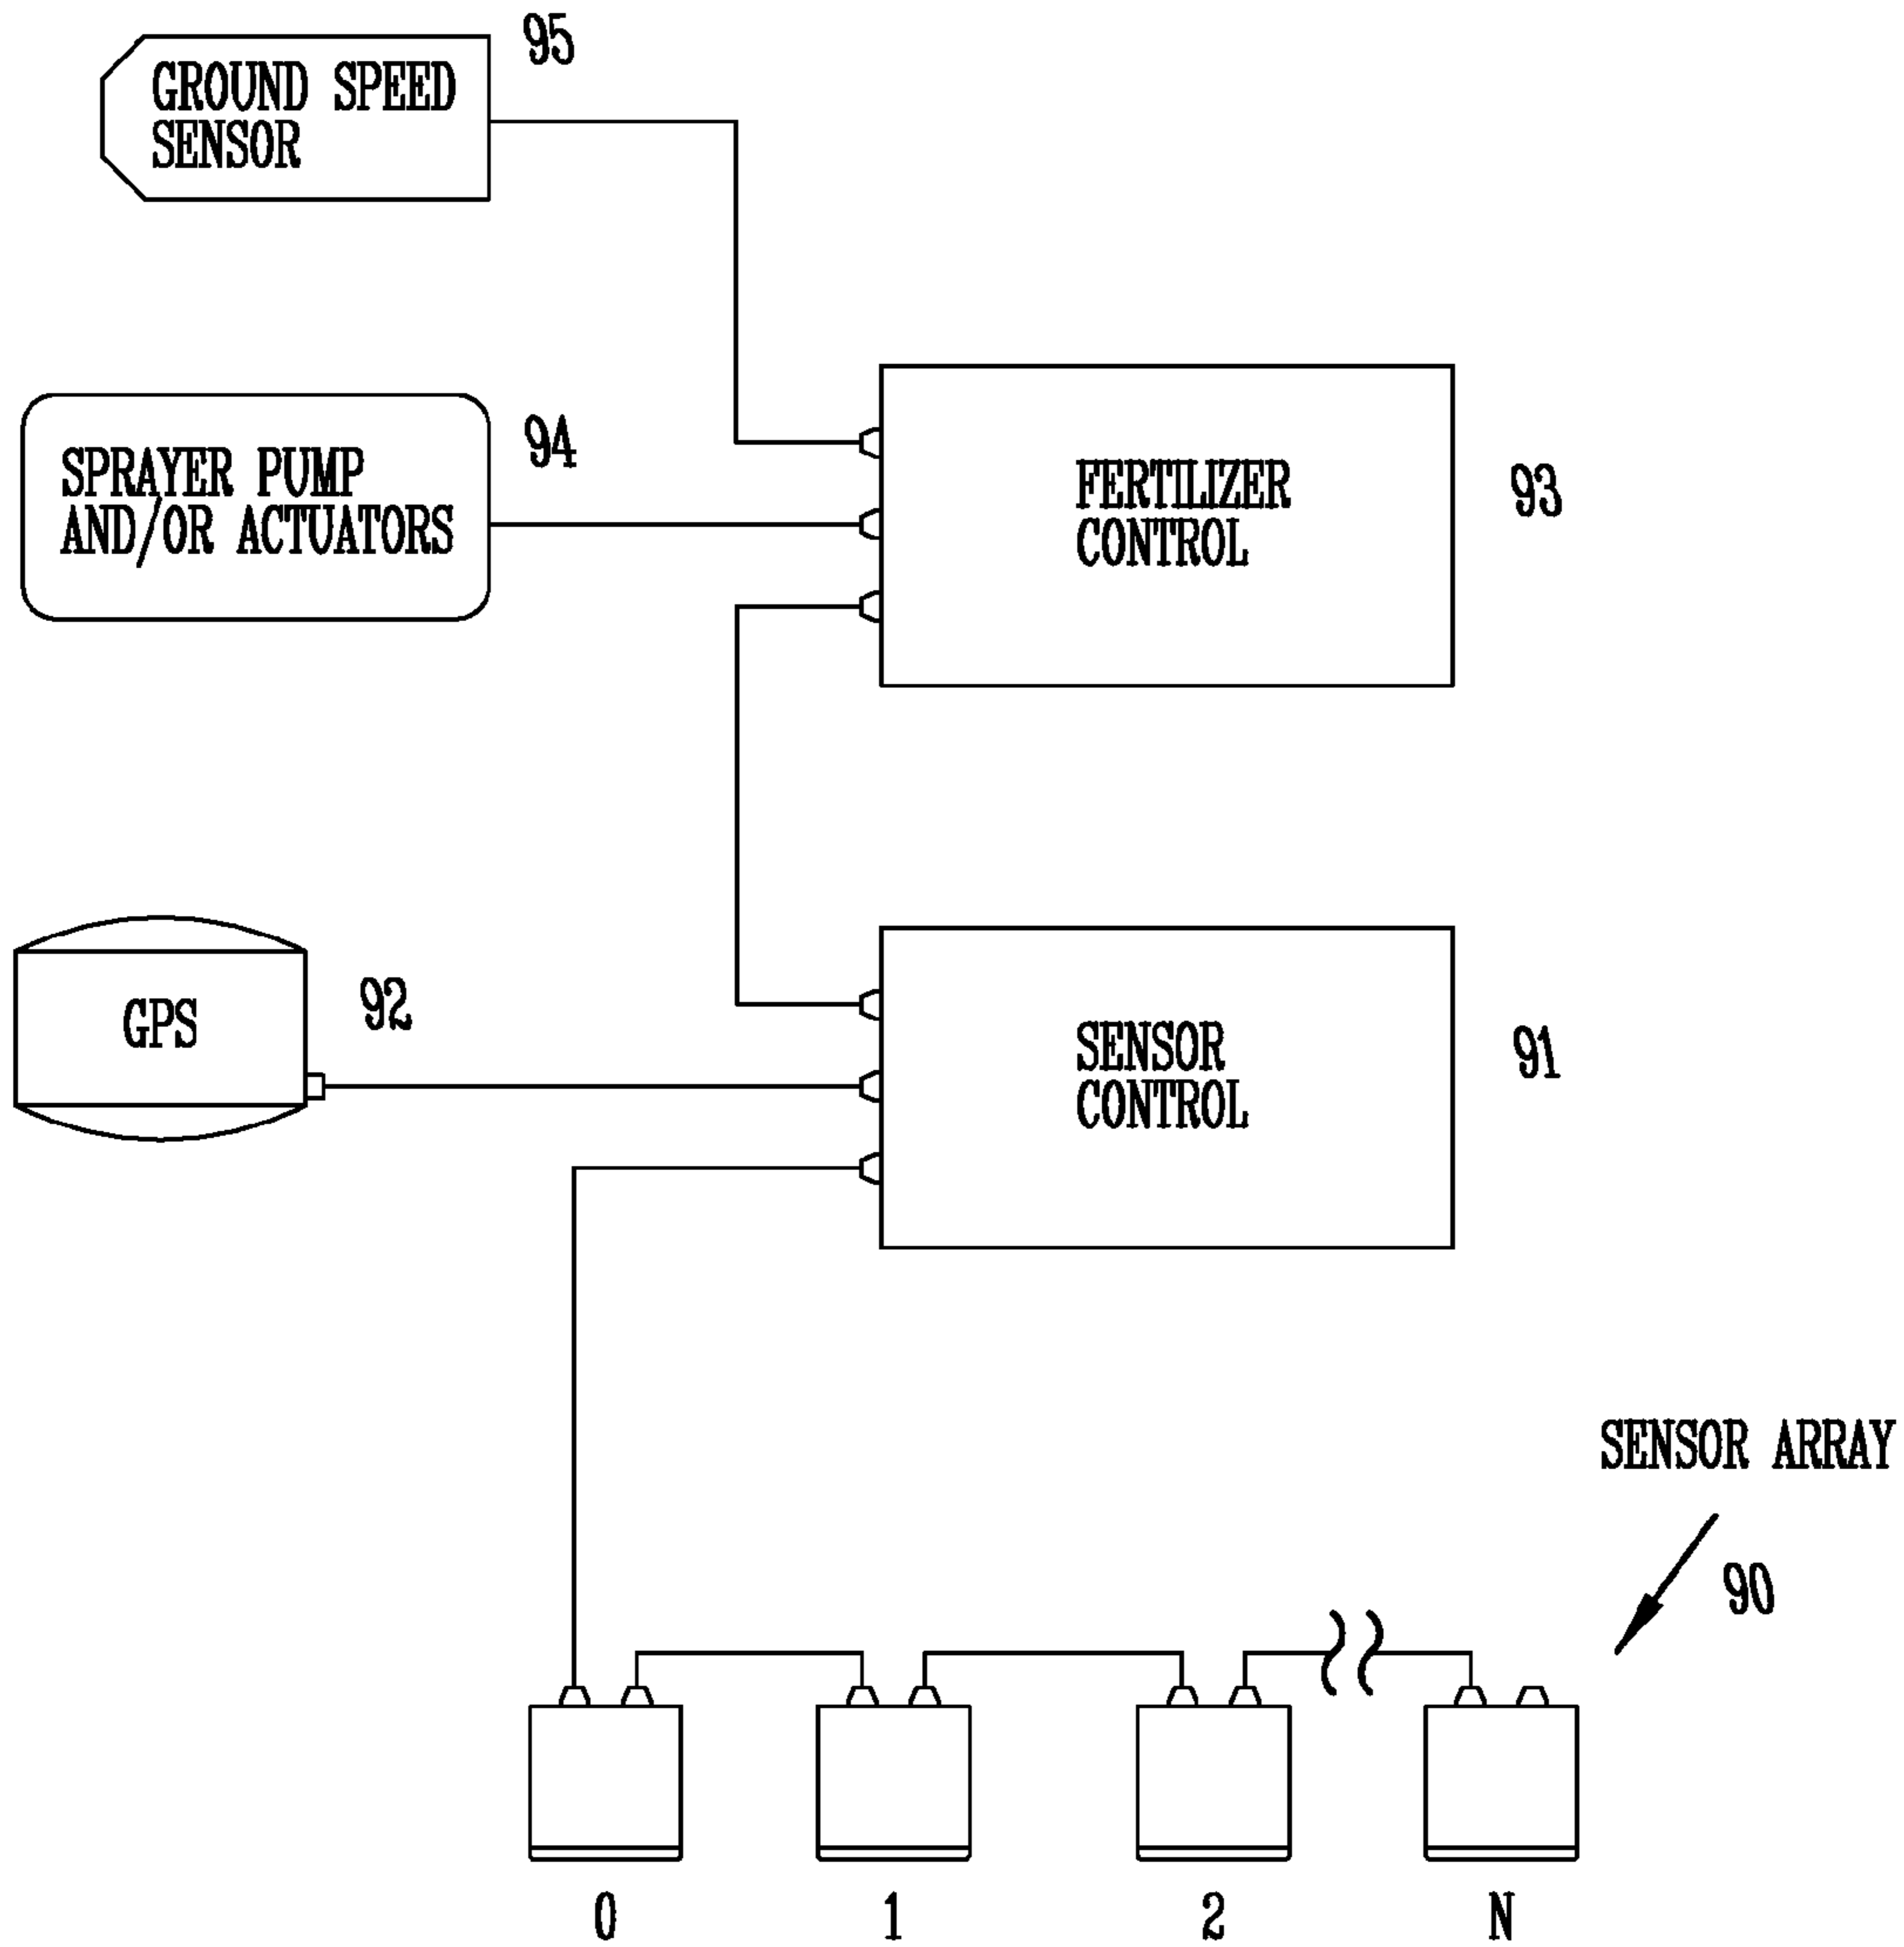 95
GROUND SPEED
SENSOR
94
SPRAYER PUMP
AND/OR ACTUATORS
FERTILIZER
CONTROL
93
92
GPS
SENSOR
CONTROL
91
SENSOR ARRAY
90
0 1 2 N